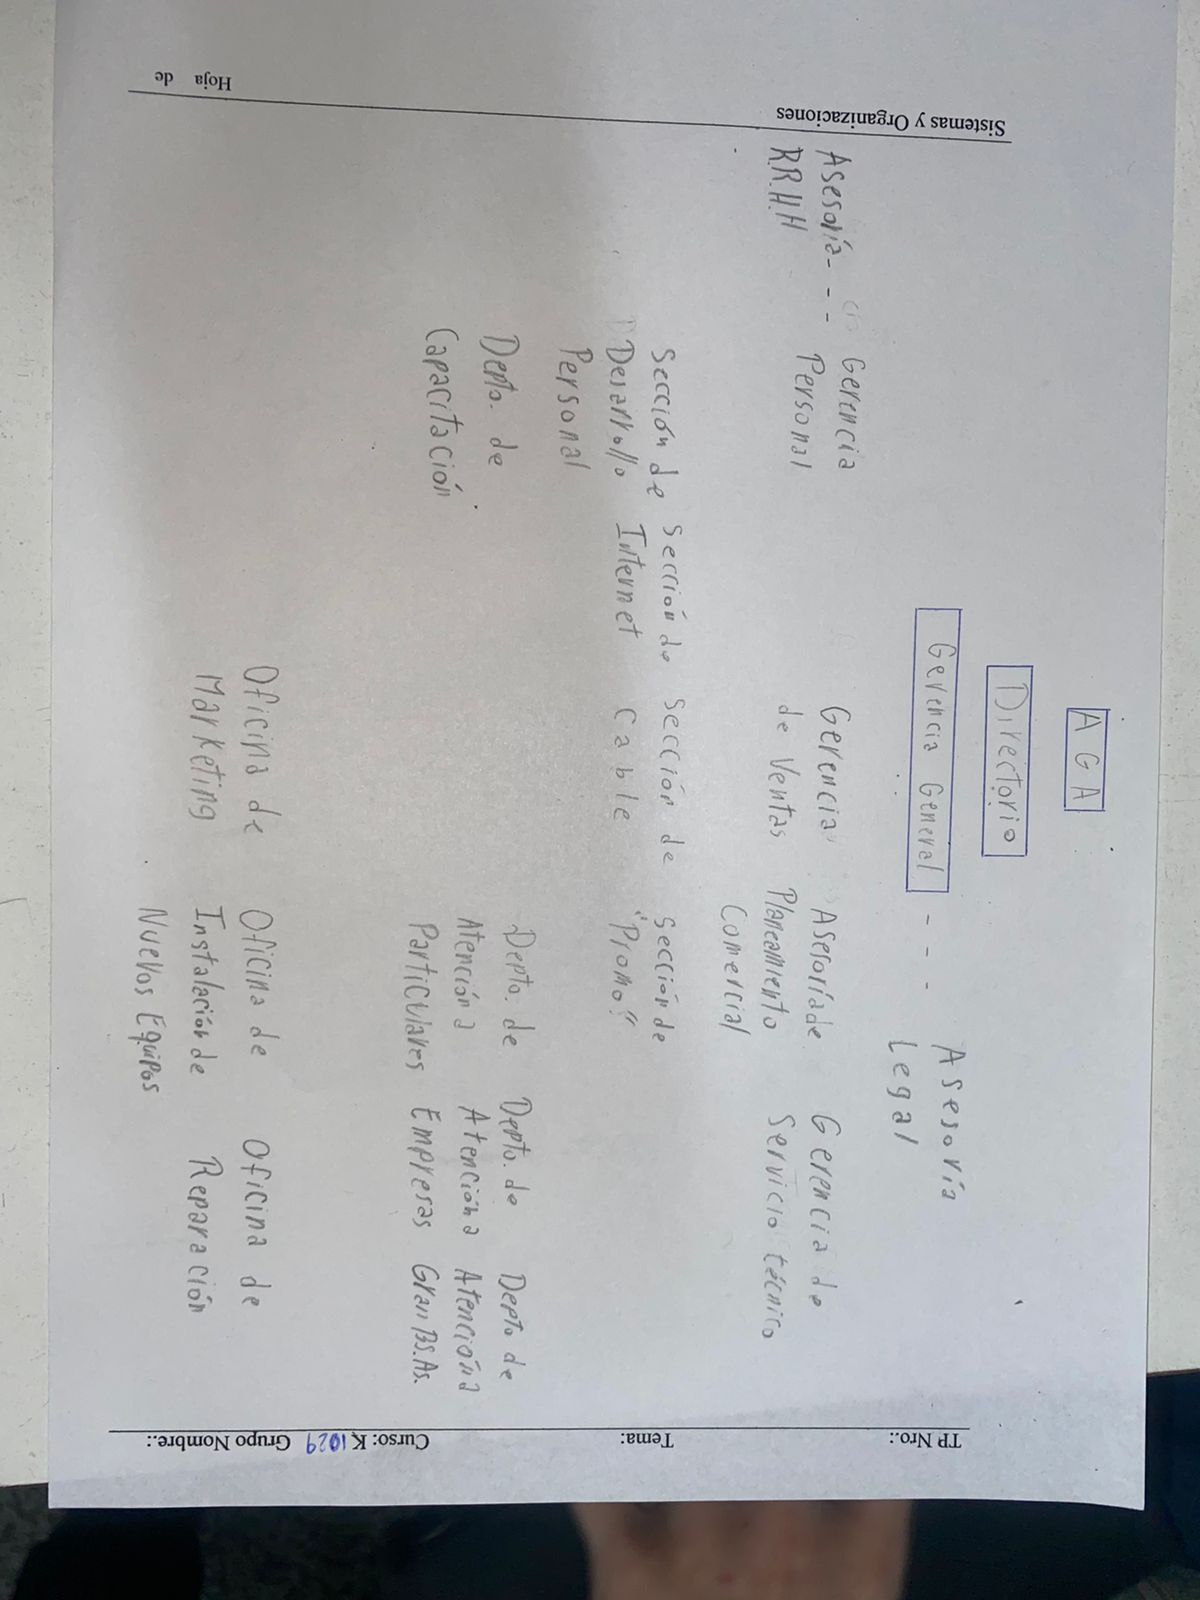 AGA
Directorio
Gerencia General - - -
Asesoría
Legal
Asesoría - - -
R.R.H.H
Gerencia
Personal
Gerencia
de Ventas
Asesoría de
Planeamiento
Comercial
Gerencia de
Servicio técnico
Sección de
Desarrollo
Personal
Sección de
Internet
Sección de
Cable
Sección de
"Promo"
Depto. de
Capacitación
Depto. de
Atención a
Particulares
Depto. de
Atención a
Empresas
Depto de
Atención a
Gran BS.As.
Oficina de
Marketing
Oficina de
Instalación de
Nuevos Equipos
Oficina de
Reparación
TP Nro.: Tema: Curso: K1029 Grupo Nombre.:
Sistemas y Organizaciones Hoja de